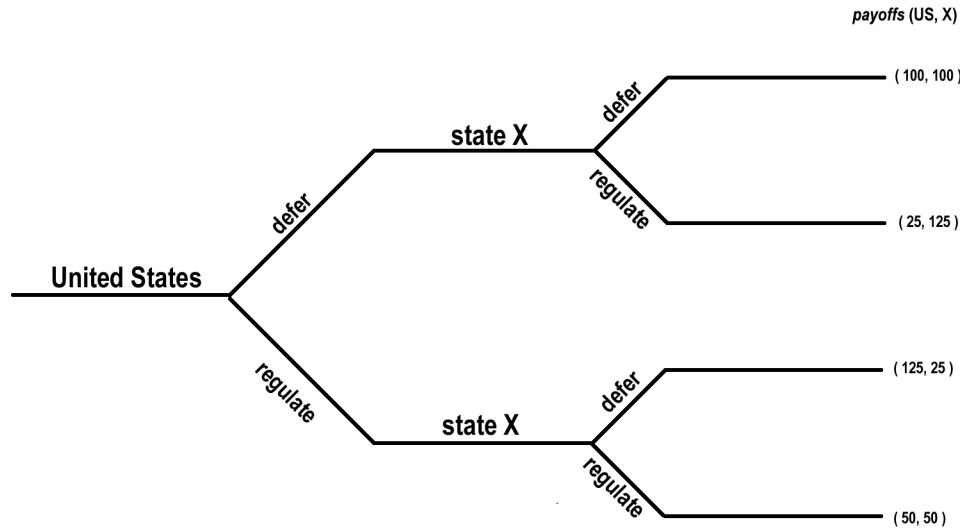 payoffs (US, X)
defer
( 100, 100 )
state X
regulate
( 25, 125 )
defer
United States
regulate
defer
( 125, 25 )
state X
regulate
( 50, 50 )